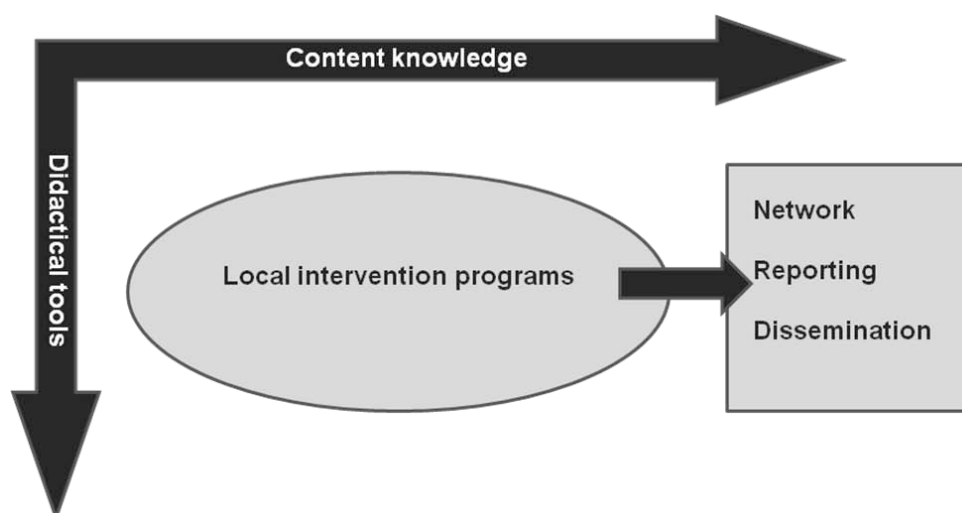 Content knowledge
Didactical tools
Local intervention programs
Network
Reporting
Dissemination